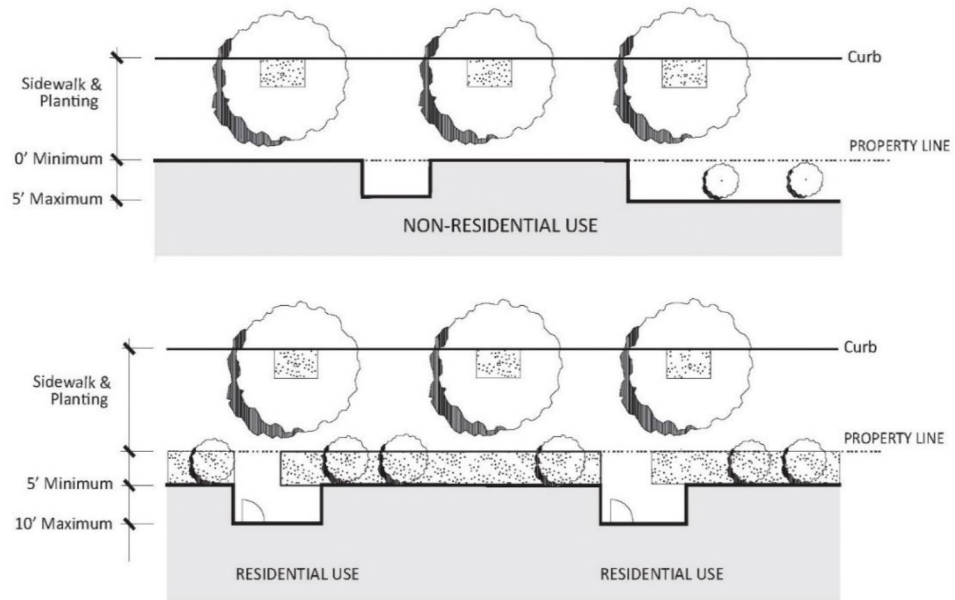 Curb
Sidewalk &
Planting
PROPERTY LINE
0' Minimum
5' Maximum
NON-RESIDENTIAL USE
Curb
Sidewalk &
Planting
PROPERTY LINE
5' Minimum
10' Maximum
RESIDENTIAL USE
RESIDENTIAL USE